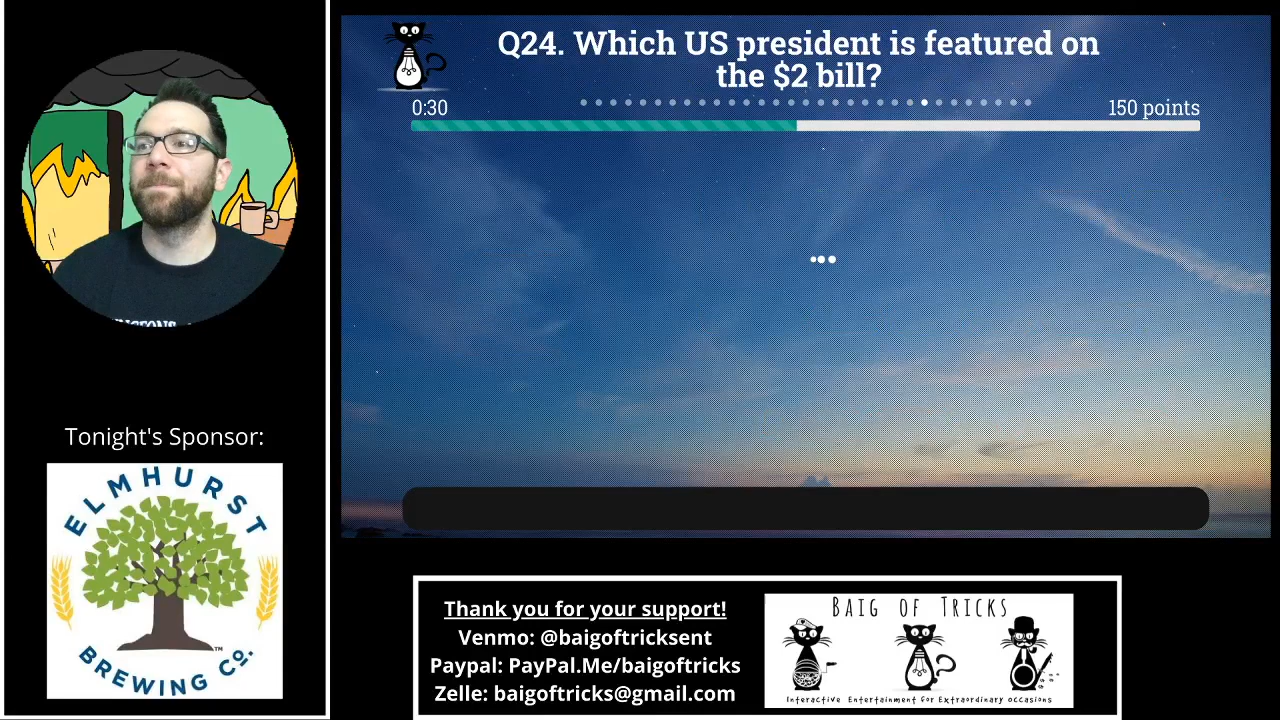 Q24. Which US president is featured on
the $2 bill?
0:30
150 points
Tonight's Sponsor:
ELMHURST
BREWING CO.
TM
Thank you for your support!
Venmo: @baigoftricksent
Paypal: PayPal.Me/baigoftricks
Zelle: baigoftricks@gmail.com
BAIG OF TRICKS
Interactive Entertainment for Extraordinary occasions